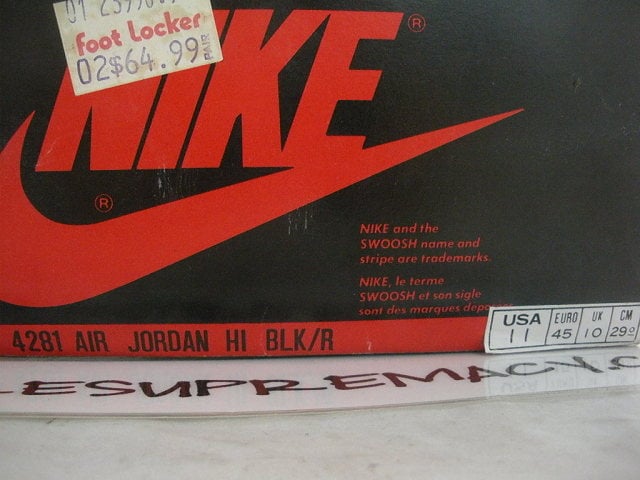 foot Locker
02$64.99
PAIR
NIKE
®
®
NIKE and the
SWOOSH name and
stripe are trademarks.
NIKE, le terme
SWOOSH et son sigle
sont des marques
4281 AIR JORDAN HI BLK/R
USA EURO UK CM
11 45 10 29
ESUPREMACY.C